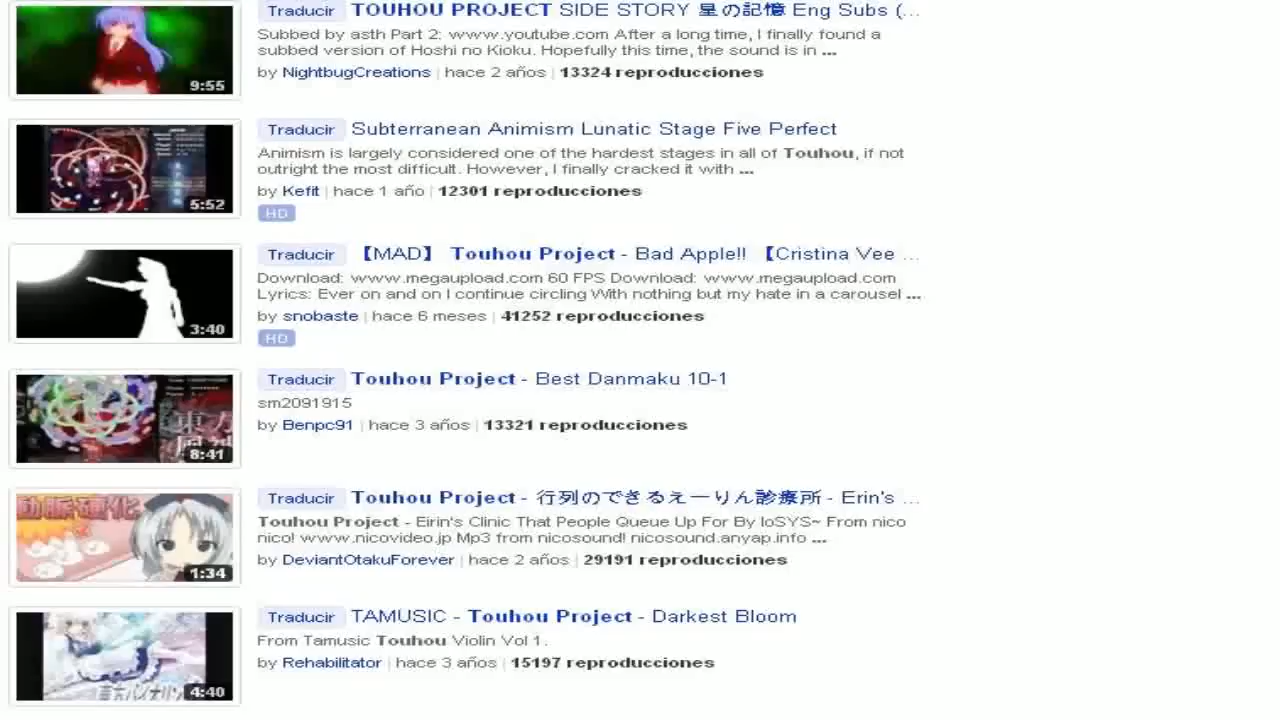 Traducir TOUHOU PROJECT SIDE STORY 星の記憶 Eng Subs (...
Subbed by asth Part 2: www.youtube.com After a long time, I finally found a
subbed version of Hoshi no Kioku. Hopefully this time, the sound is in ...
by NightbugCreations | hace 2 años | 13324 reproducciones
9:55
Traducir Subterranean Animism Lunatic Stage Five Perfect
Animism is largely considered one of the hardest stages in all of Touhou, if not
outright the most difficult. However, I finally cracked it with ...
by Kefit | hace 1 año | 12301 reproducciones
5:52
HD
Traducir 【MAD】 Touhou Project - Bad Apple!! 【Cristina Vee ...
Download: www.megaupload.com 60 FPS Download: www.megaupload.com
Lyrics: Ever on and on I continue circling With nothing but my hate in a carousel ...
by snobaste | hace 6 meses | 41252 reproducciones
3:40
HD
Traducir Touhou Project - Best Danmaku 10-1
sm2091915
by Benpc91 | hace 3 años | 13321 reproducciones
東方
8:41
Traducir Touhou Project - 行列のできるえーりん診療所 - Erin's ...
Touhou Project - Eirin's Clinic That People Queue Up For By IoSYS~ From nico
nico! www.nicovideo.jp Mp3 from nicosound! nicosound.anyap.info ...
by DeviantOtakuForever | hace 2 años | 29191 reproducciones
動脈硬化
1:34
Traducir TAMUSIC - Touhou Project - Darkest Bloom
From Tamusic Touhou Violin Vol 1.
by Rehabilitator | hace 3 años | 15197 reproducciones
4:40